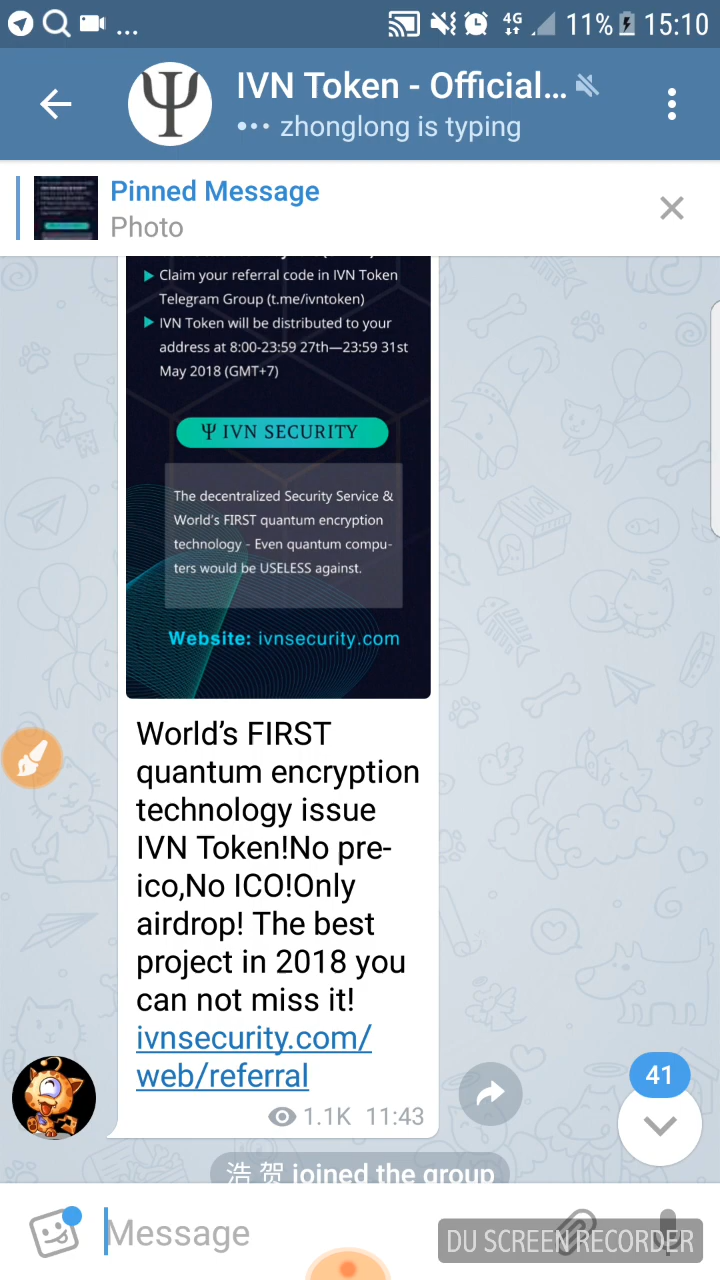 4G 11% 15:10
IVN Token - Official...
zhonglong is typing
Pinned Message
Photo
▶ Claim your referral code in IVN Token
Telegram Group (t.me/ivntoken)
▶ IVN Token will be distributed to your
address at 8:00-23:59 27th—23:59 31st
May 2018 (GMT+7)
Ψ IVN SECURITY
The decentralized Security Service &
World's FIRST quantum encryption
technology - Even quantum compu-
ters would be USELESS against.
Website: ivnsecurity.com
World's FIRST
quantum encryption
technology issue
IVN Token!No pre-
ico,No ICO!Only
airdrop! The best
project in 2018 you
can not miss it!
ivnsecurity.com/
web/referral
1.1K 11:43
41
浩 贺 joined the group
Message
DU SCREEN RECORDER